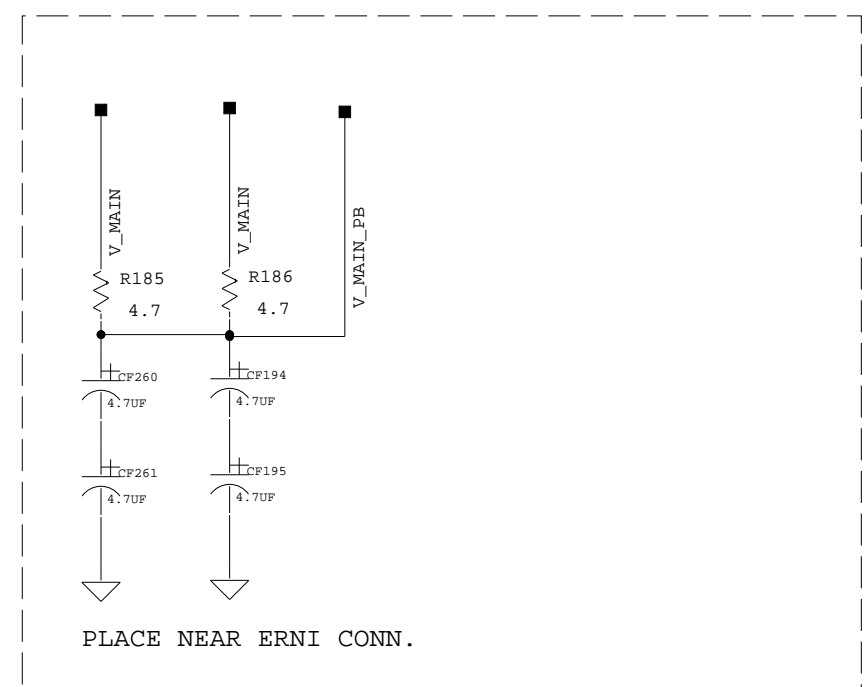 V_MAIN
V_MAIN
V_MAIN_PB
R185
4.7
R186
4.7
CF260
4.7UF
CF194
4.7UF
CF261
4.7UF
CF195
4.7UF
PLACE NEAR ERNI CONN.